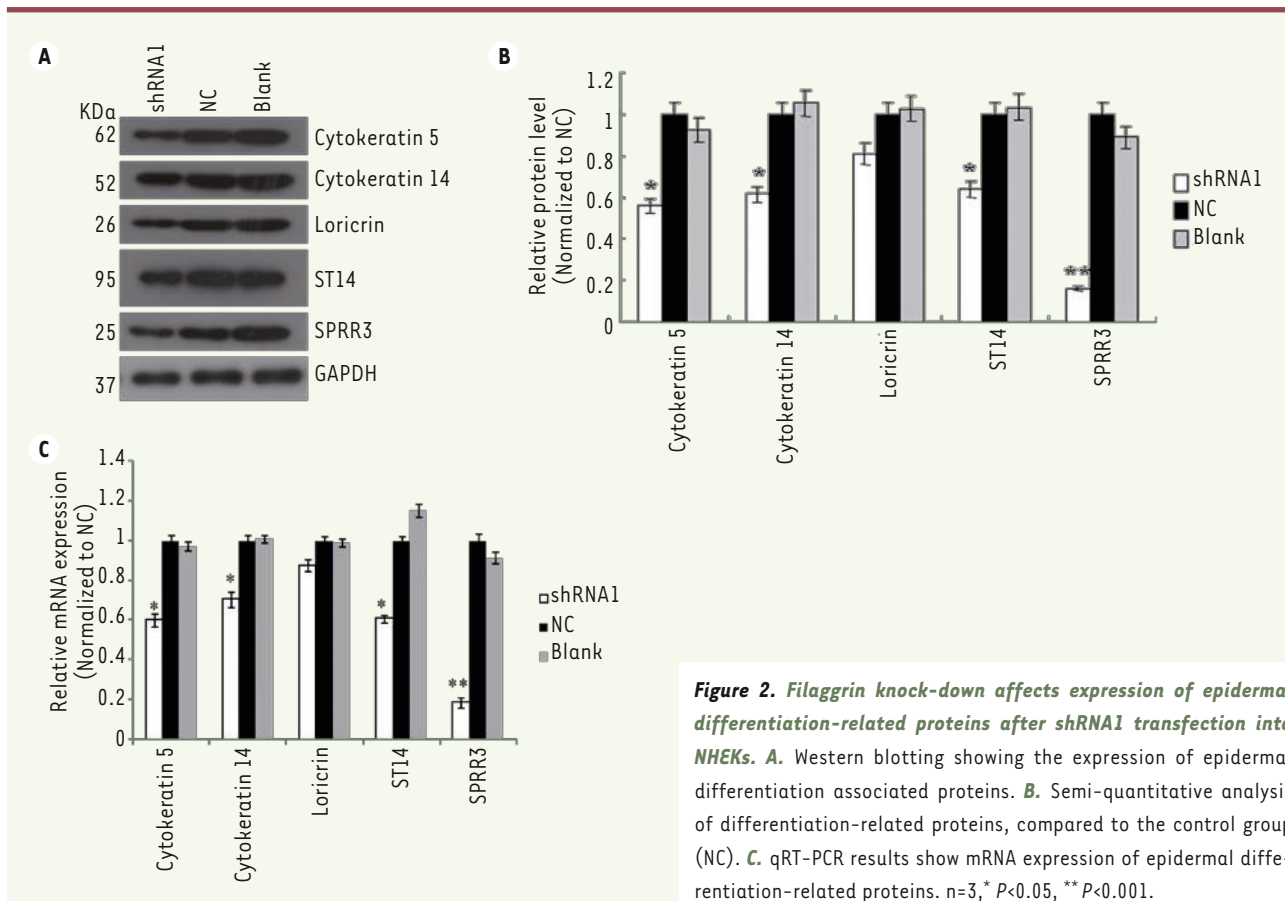 A
shRNA1
NC
Blank
KDa
62
Cytokeratin 5
52
Cytokeratin 14
26
Loricrin
95
ST14
25
SPRR3
37
GAPDH
B
Relative protein level
(Normalized to NC)
1.2
1
0.8
0.6
0.4
0.2
0
*
*
*
**
Cytokeratin 5
Cytokeratin 14
Loricrin
ST14
SPRR3
shRNA1
NC
Blank
C
Relative mRNA expression
(Normalized to NC)
1.4
1.2
1
0.8
0.6
0.4
0.2
0
*
*
*
**
Cytokeratin 5
Cytokeratin 14
Loricrin
ST14
SPRR3
shRNA1
NC
Blank
Figure 2. Filaggrin knock-down affects expression of epiderma
differentiation-related proteins after shRNA1 transfection int
NHEKs. A. Western blotting showing the expression of epiderma
differentiation associated proteins. B. Semi-quantitative analysi
of differentiation-related proteins, compared to the control group
(NC). C. qRT-PCR results show mRNA expression of epidermal diffe-
rentiation-related proteins. n=3,* P<0.05, ** P<0.001.